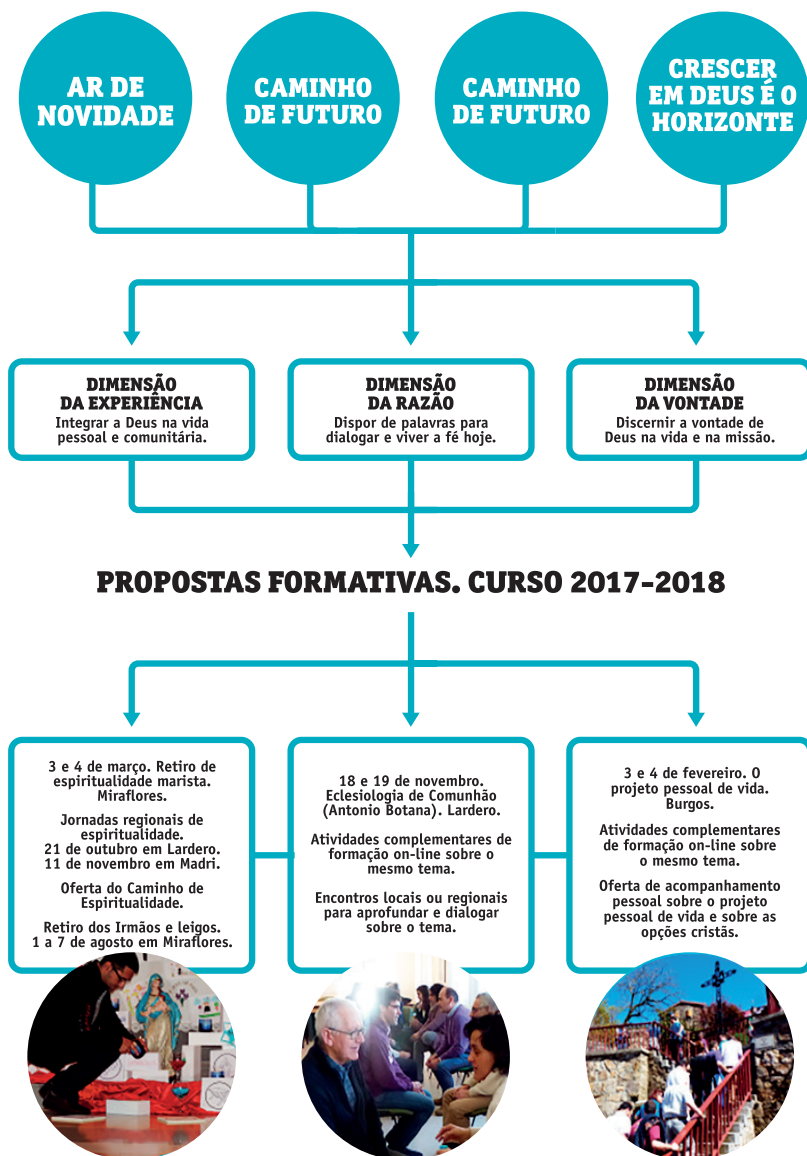 AR DE
NOVIDADE
CAMINHO
DE FUTURO
CAMINHO
DE FUTURO
CRESCER
EM DEUS É O
HORIZONTE
DIMENSÃO
DA EXPERIÊNCIA
Integrar a Deus na vida
pessoal e comunitária.
DIMENSÃO
DA RAZÃO
Dispor de palavras para
dialogar e viver a fé hoje.
DIMENSÃO
DA VONTADE
Discernir a vontade de
Deus na vida e na missão.
PROPOSTAS FORMATIVAS. CURSO 2017-2018
3 e 4 de março. Retiro de
espiritualidade marista.
Miraflores.
Jornadas regionais de
espiritualidade.
21 de outubro em Lardero.
11 de novembro em Madri.
Oferta do Caminho de
Espiritualidade.
Retiro dos Irmãos e leigos.
1 a 7 de agosto em Miraflores.
18 e 19 de novembro.
Eclesiologia de Comunhão
(Antonio Botana). Lardero.
Atividades complementares de
formação on-line sobre o
mesmo tema.
Encontros locais ou regionais
para aprofundar e dialogar
sobre o tema.
3 e 4 de fevereiro. O
projeto pessoal de vida.
Burgos.
Atividades complementares
de formação on-line sobre
o mesmo tema.
Oferta de acompanhamento
pessoal sobre o projeto
pessoal de vida e sobre as
opções cristãs.